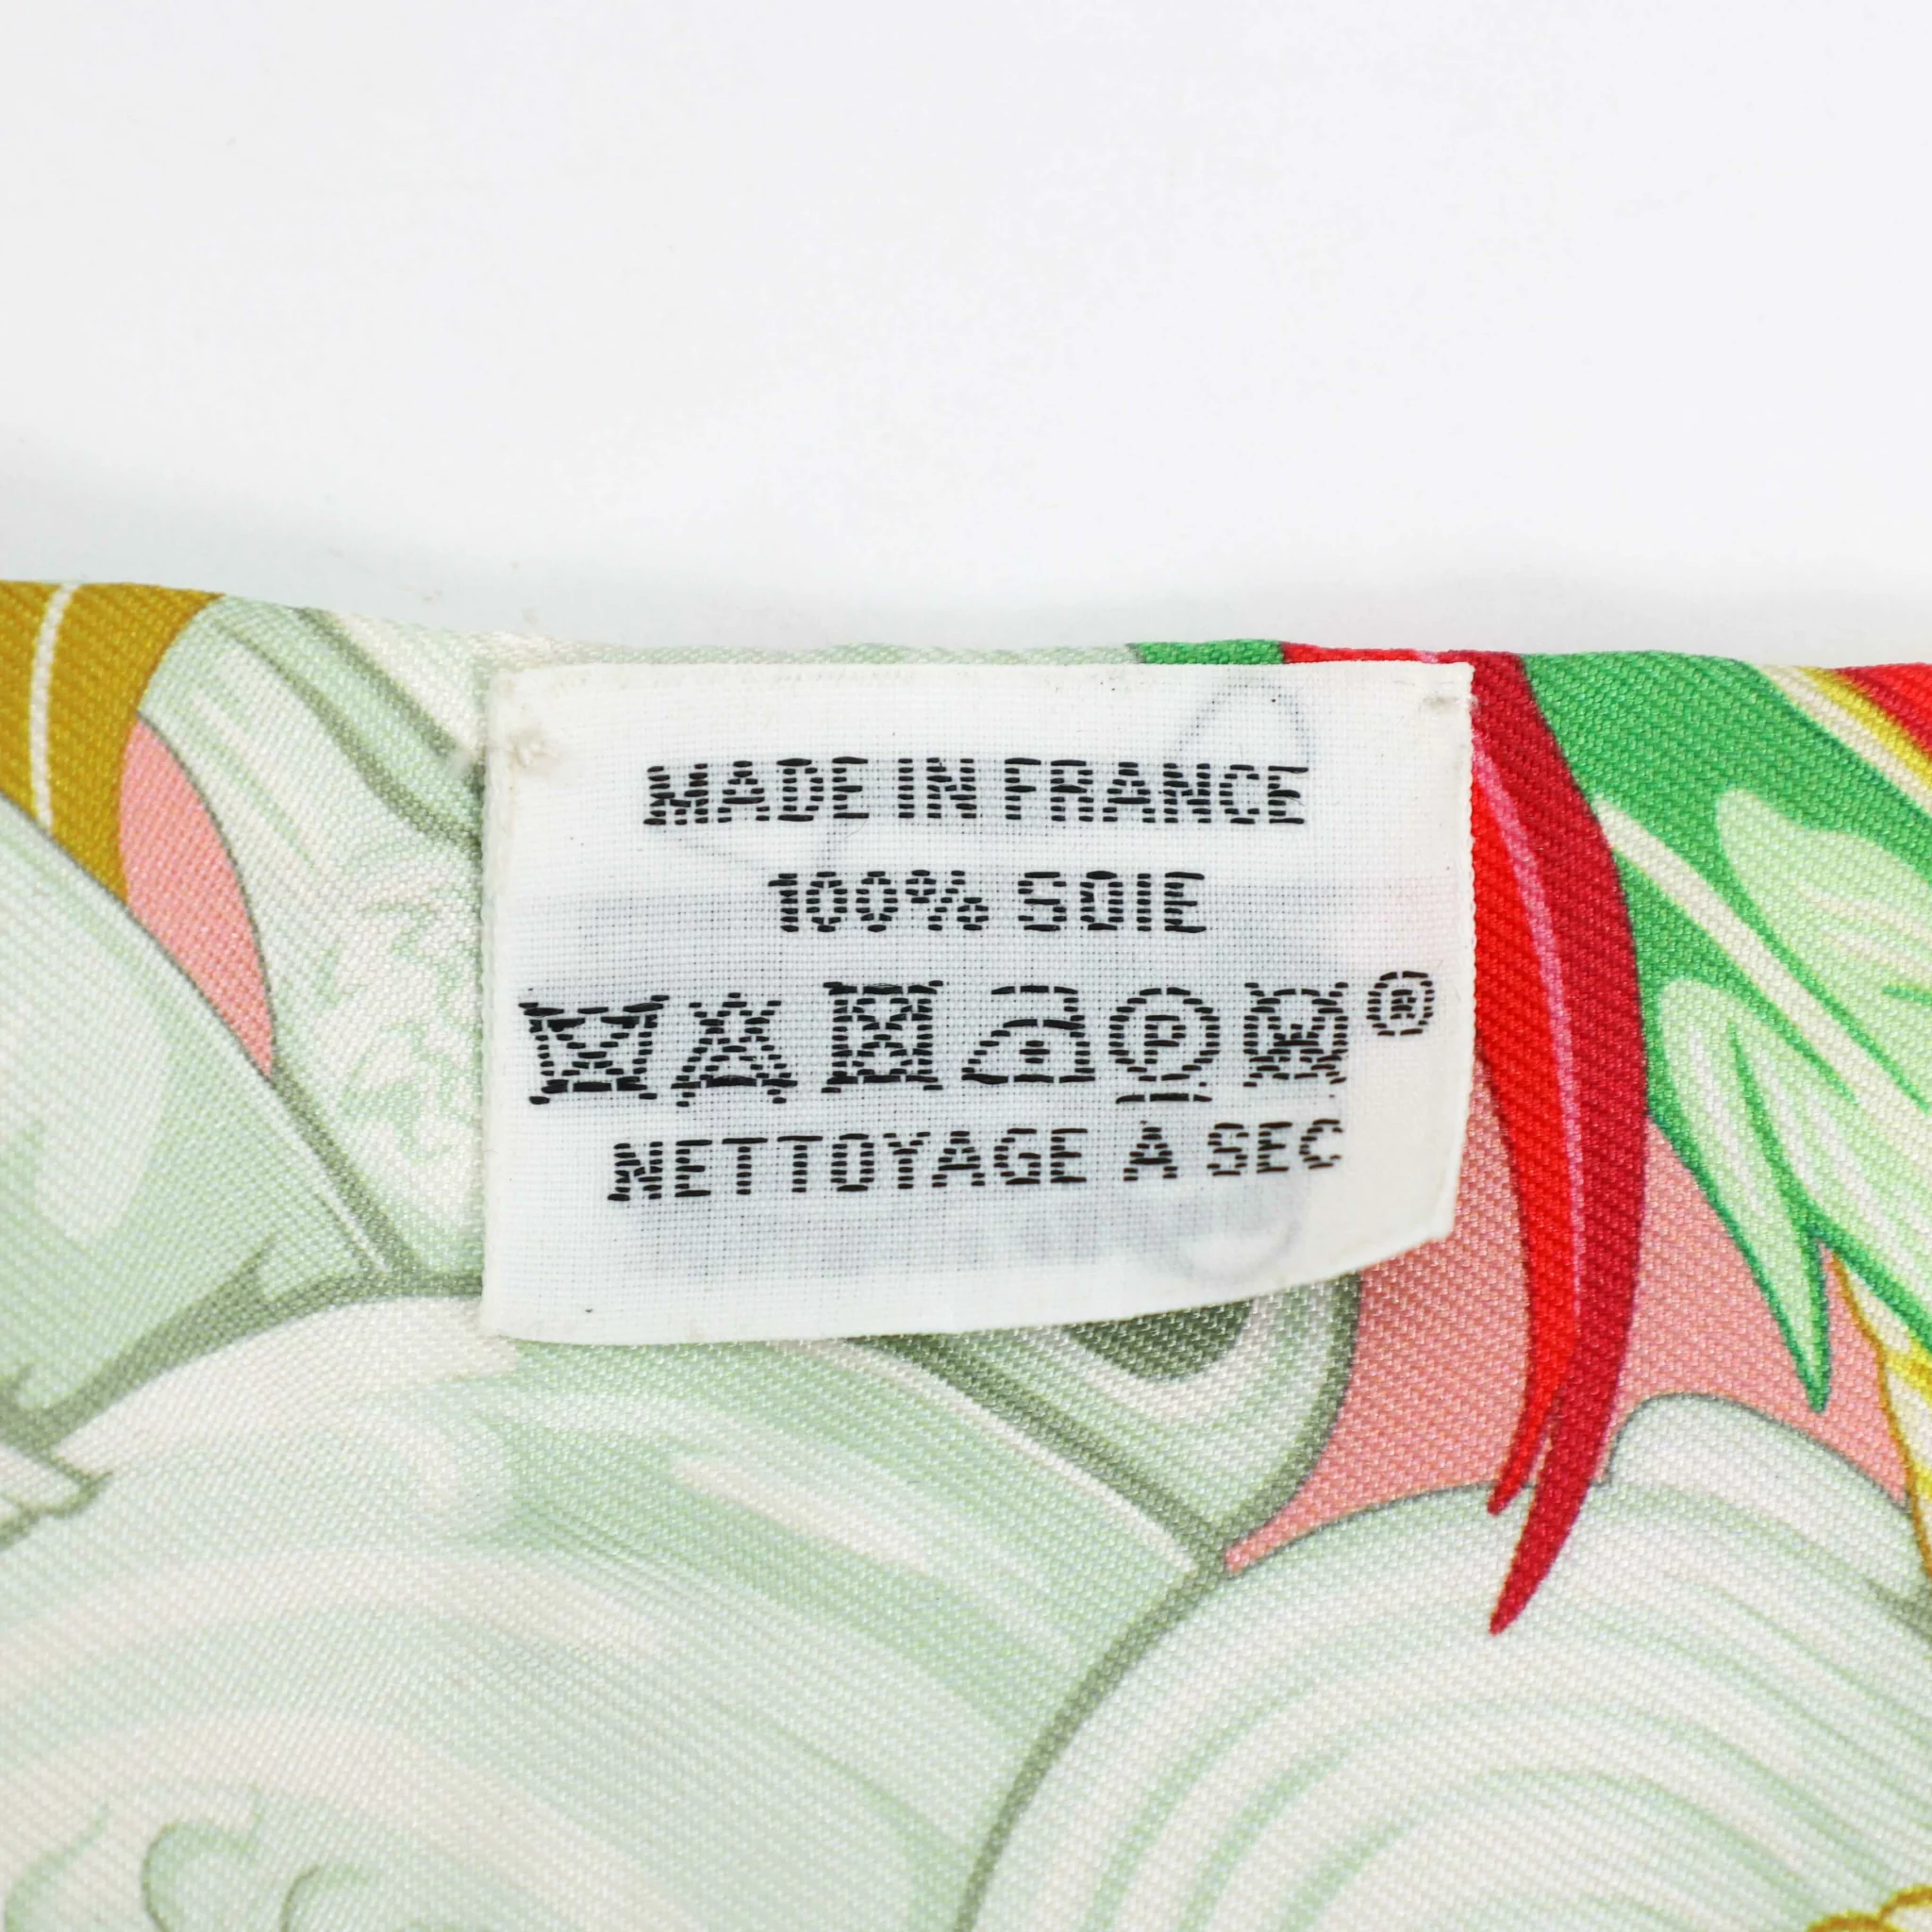 MADE IN FRANCE
100% SOIE
P ®
NETTOYAGE À SEC